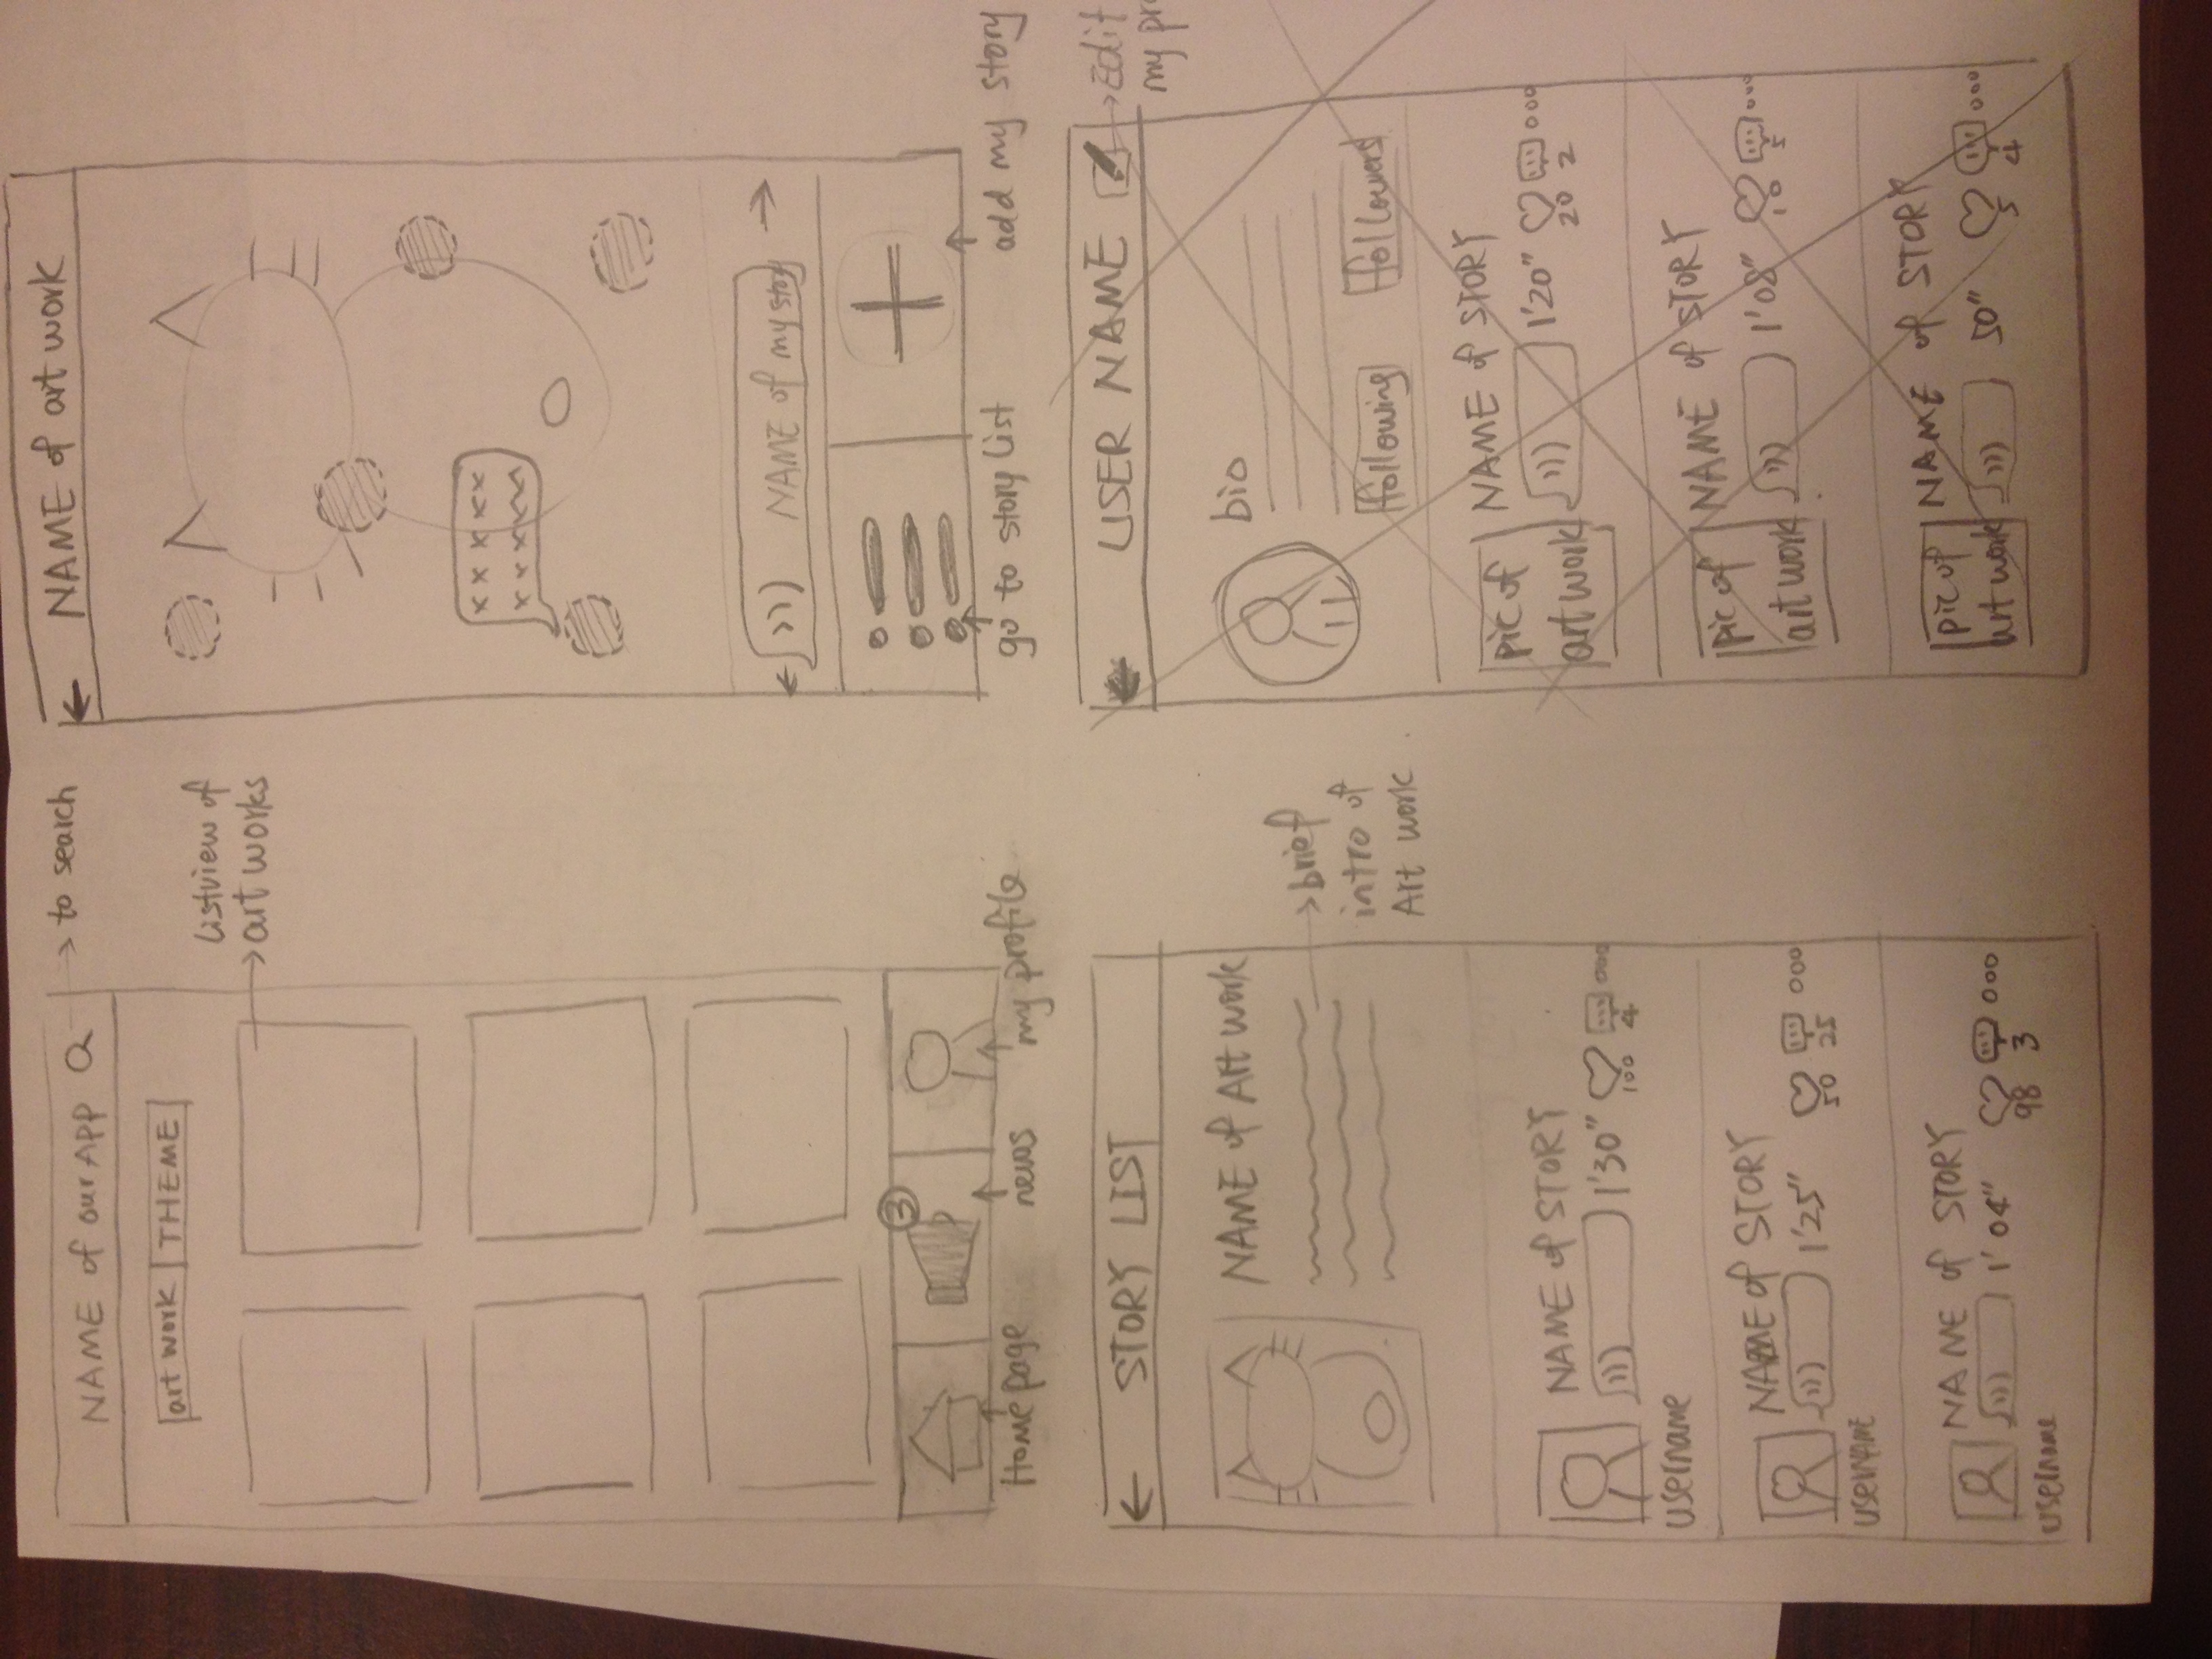 NAME of our APP
to search
art work THEME
Listview of
art works
3
Home page
news
my profile
NAME of art work
x x x x x
x x x x
NAME of my story
go to story list
add my story
STORY LIST
NAME of Art work
brief
intro of
Art work
NAME of STORY
1'30"
100 4
username
NAME of STORY
1'25"
50 25
userNAME
NAME of STORY
1'04"
98 3
username
USER NAME
Edit
my pr
bio
following followers
pic of
art work
NAME of STORY
1'20"
20 2
pic of
art work
NAME of STORY
1'08"
10 5
pic of
art work
NAME of STORY
50"
5 4